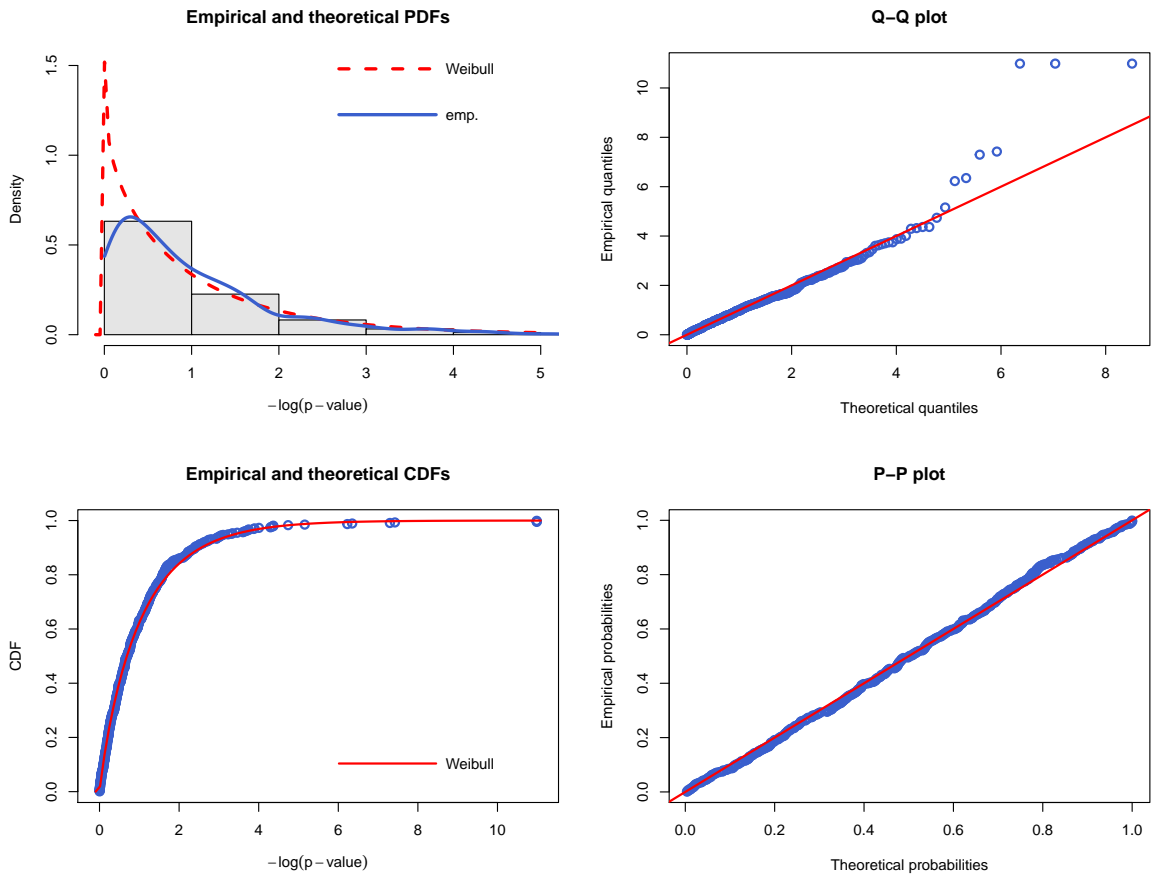 Empirical and theoretical PDFs
Density
0.0 0.5 1.0 1.5
Weibull
emp.
0 1 2 3 4 5
−log(p−value)
Q−Q plot
Empirical quantiles
0 2 4 6 8 10
0 2 4 6 8
Theoretical quantiles
Empirical and theoretical CDFs
CDF
0.0 0.2 0.4 0.6 0.8 1.0
Weibull
0 2 4 6 8 10
−log(p−value)
P−P plot
Empirical probabilities
0.0 0.2 0.4 0.6 0.8 1.0
0.0 0.2 0.4 0.6 0.8 1.0
Theoretical probabilities